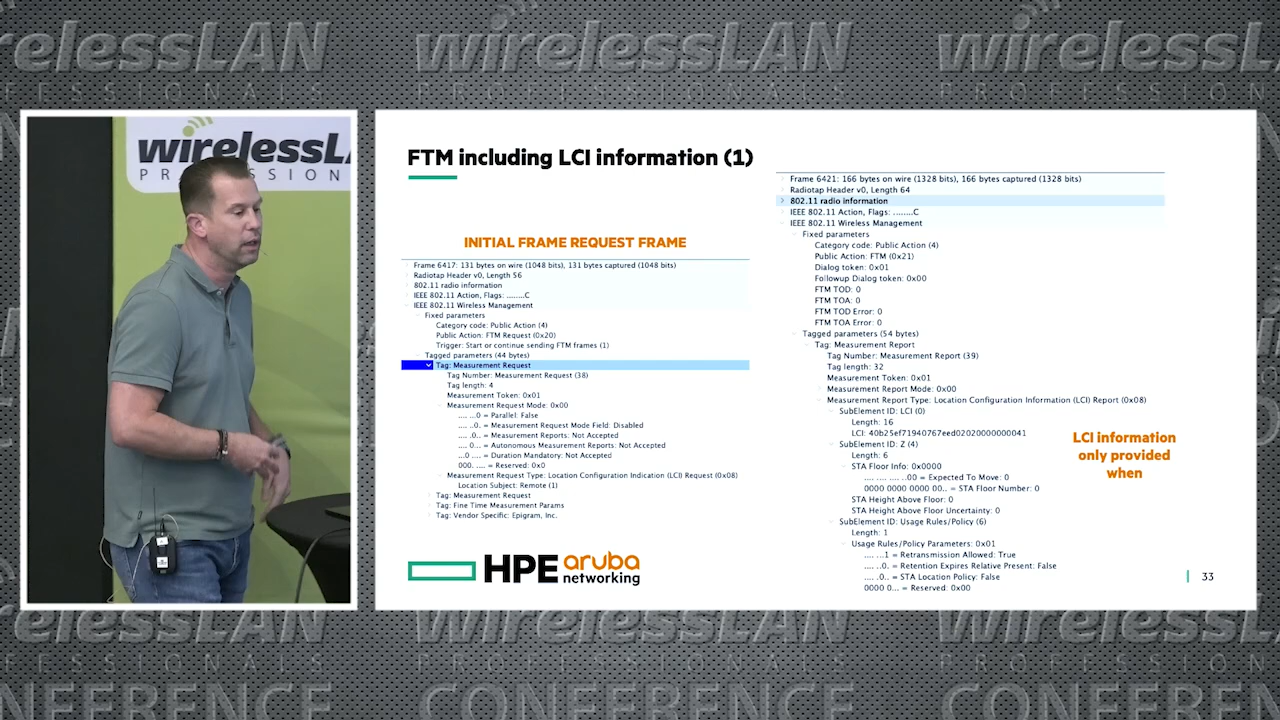 wirelessLAN
wirelessLAN
wirelessL
PROFESSIONALS
PROFESSIONALS
PROFESSION
wirelessLA
PROFESSION
FTM including LCI information (1)
INITIAL FRAME REQUEST FRAME
Frame 6417: 131 bytes on wire (1048 bits), 131 bytes captured (1048 bits)
Radiotap Header v0, Length 56
802.11 radio information
IEEE 802.11 Action, Flags: ........C
IEEE 802.11 Wireless Management
Fixed parameters
Category code: Public Action (4)
Public Action: FTM Request (0x20)
Trigger: Start or continue sending FTM frames (1)
Tagged parameters (44 bytes)
Tag: Measurement Request
Tag Number: Measurement Request (38)
Tag length: 4
Measurement Token: 0x01
Measurement Request Mode: 0x00
.... ...0 = Parallel: False
.... ..0. = Measurement Request Mode Field: Disabled
.... .0.. = Measurement Reports: Not Accepted
.... 0... = Autonomous Measurement Reports: Not Accepted
...0 .... = Duration Mandatory: Not Accepted
000. .... = Reserved: 0x0
Measurement Request Type: Location Configuration Indication (LCI) Request (0x08)
Location Subject: Remote (1)
Tag: Measurement Request
Tag: Fine Time Measurement Params
Tag: Vendor Specific: Epigram, Inc.
HPE aruba
networking
Frame 6421: 166 bytes on wire (1328 bits), 166 bytes captured (1328 bits)
Radiotap Header v0, Length 64
802.11 radio information
IEEE 802.11 Action, Flags: ........C
IEEE 802.11 Wireless Management
Fixed parameters
Category code: Public Action (4)
Public Action: FTM (0x21)
Dialog token: 0x01
Followup Dialog token: 0x00
FTM TOD: 0
FTM TOA: 0
FTM TOD Error: 0
FTM TOA Error: 0
Tagged parameters (54 bytes)
Tag: Measurement Report
Tag Number: Measurement Report (39)
Tag length: 32
Measurement Token: 0x01
Measurement Report Mode: 0x00
Measurement Report Type: Location Configuration Information (LCI) Report (0x08)
SubElement ID: LCI (0)
Length: 16
LCI: 40b25ef71940767eed02020000000041
SubElement ID: Z (4)
Length: 6
STA Floor Info: 0x0000
.... .... .... ..00 = Expected To Move: 0
0000 0000 0000 00.. = STA Floor Number: 0
STA Height Above Floor: 0
STA Height Above Floor Uncertainty: 0
SubElement ID: Usage Rules/Policy (6)
Length: 1
Usage Rules/Policy Parameters: 0x01
.... ...1 = Retransmission Allowed: True
.... ..0. = Retention Expires Relative Present: False
.... .0.. = STA Location Policy: False
0000 0... = Reserved: 0x00
LCI information
only provided
when
33
wirelessLAN
wirelessLAN
wirelessL
PROFESSIONALS
PROFESSIONALS
PROFESSION
CONFERENCE
CONFERENCE
CONFEREN